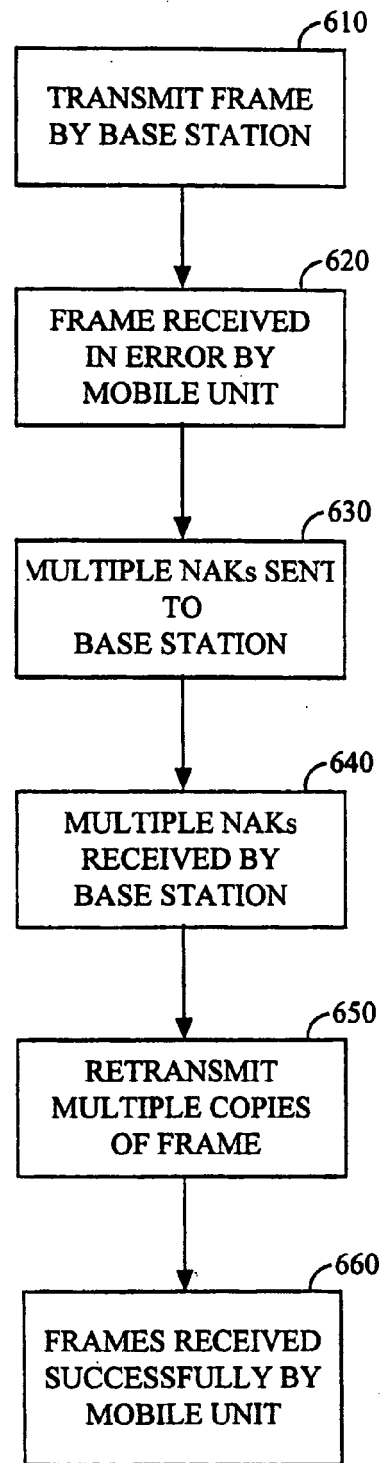 610
TRANSMIT FRAME
BY BASE STATION
620
FRAME RECEIVED
IN ERROR BY
MOBILE UNIT
630
MULTIPLE NAKs SENT
TO
BASE STATION
640
MULTIPLE NAKs
RECEIVED BY
BASE STATION
650
RETRANSMIT
MULTIPLE COPIES
OF FRAME
660
FRAMES RECEIVED
SUCCESSFULLY BY
MOBILE UNIT